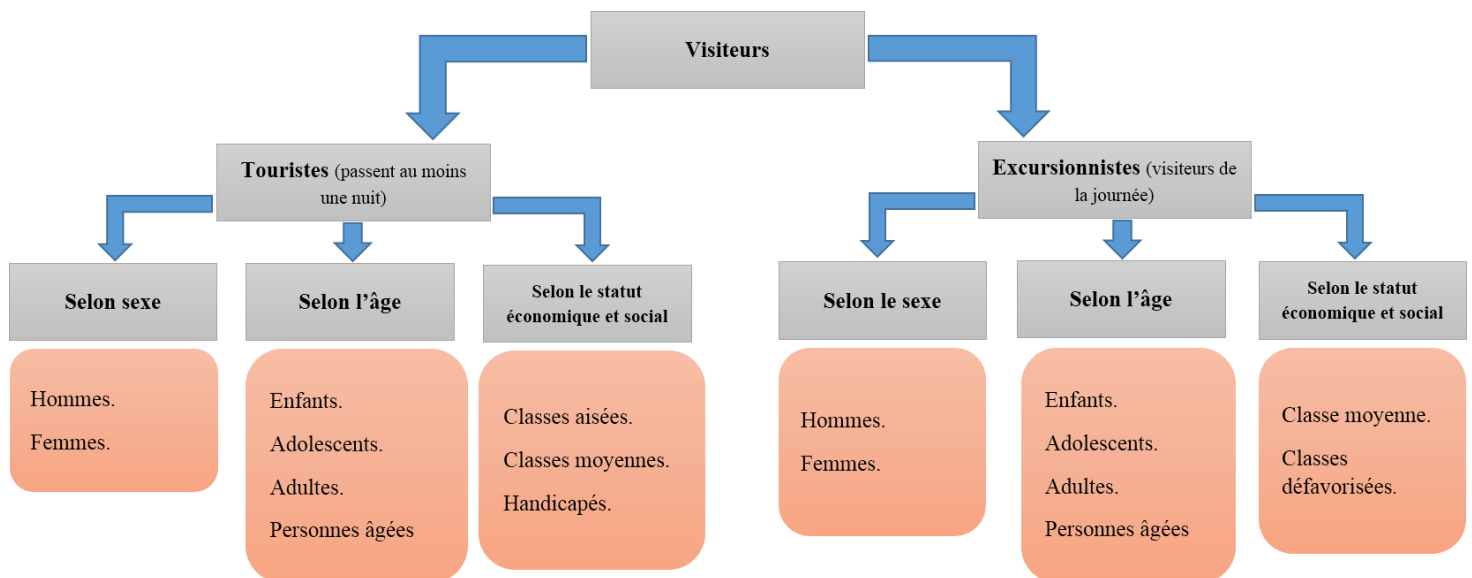 Visiteurs
Touristes (passent au moins
une nuit)
Excursionnistes (visiteurs de
la journée)
Selon sexe
Selon l’âge
Selon le statut
économique et social
Selon le sexe
Selon l’âge
Selon le statut
économique et social
Hommes.
Femmes.
Enfants.
Adolescents.
Adultes.
Personnes âgées
Classes aisées.
Classes moyennes.
Handicapés.
Hommes.
Femmes.
Enfants.
Adolescents.
Adultes.
Personnes âgées
Classe moyenne.
Classes
défavorisées.